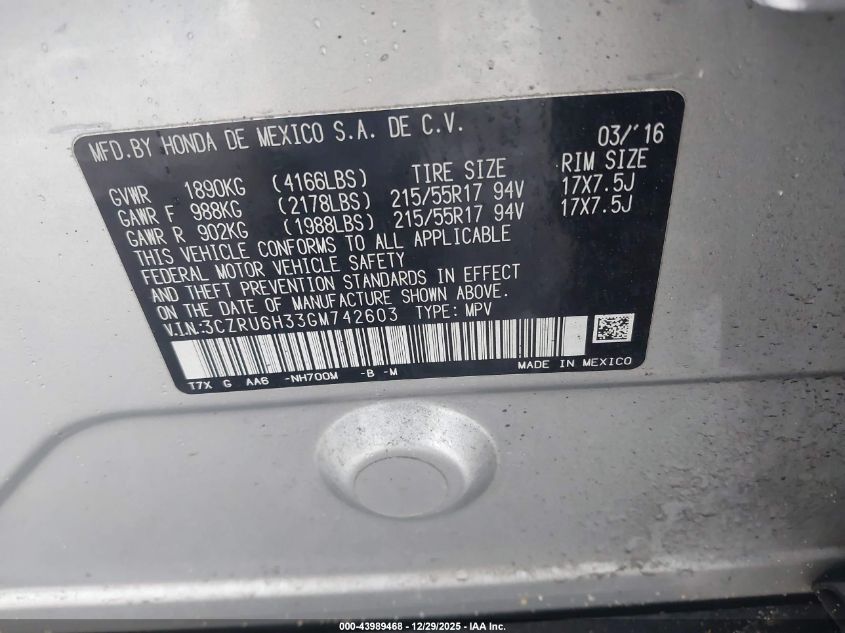 MFD.BY HONDA DE MEXICO S.A. DE C.V. 03/'16
GVWR 1890KG (4166LBS) TIRE SIZE RIM SIZE
GAWR F 988KG (2178LBS) 215/55R17 94V 17X7.5J
GAWR R 902KG (1988LBS) 215/55R17 94V 17X7.5J
THIS VEHICLE CONFORMS TO ALL APPLICABLE
FEDERAL MOTOR VEHICLE SAFETY
AND THEFT PREVENTION STANDARDS IN EFFECT
ON THE DATE OF MANUFACTURE SHOWN ABOVE.
V.I.N:3CZRU6H33GM742603 TYPE: MPV
T7X G AA6 -NH700M -B -M MADE IN MEXICO
000-43989468 - 12/29/2025 - IAA Inc.